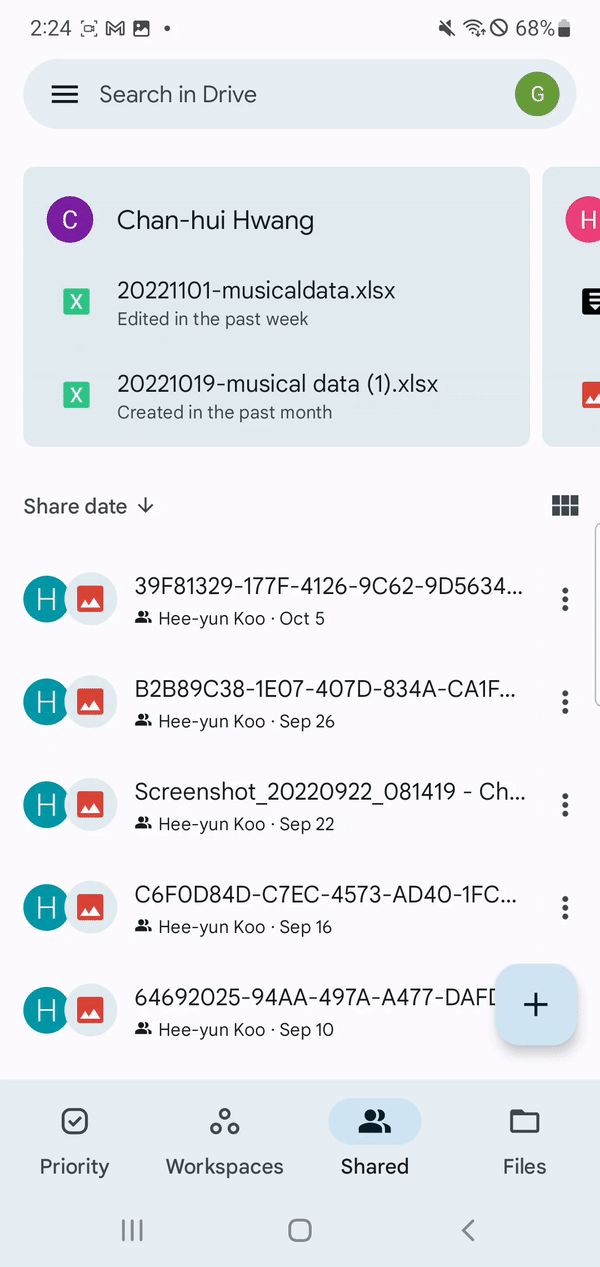 2:24 68%
Search in Drive G
C Chan-hui Hwang H
X 20221101-musicaldata.xlsx
Edited in the past week
X 20221019-musical data (1).xlsx
Created in the past month
Share date
H 39F81329-177F-4126-9C62-9D5634...
Hee-yun Koo · Oct 5
H B2B89C38-1E07-407D-834A-CA1F...
Hee-yun Koo · Sep 26
H Screenshot_20220922_081419 - Ch...
Hee-yun Koo · Sep 22
H C6F0D84D-C7EC-4573-AD40-1FC...
Hee-yun Koo · Sep 16
H 64692025-94AA-497A-A477-DAFD
Hee-yun Koo · Sep 10
Priority Workspaces Shared Files